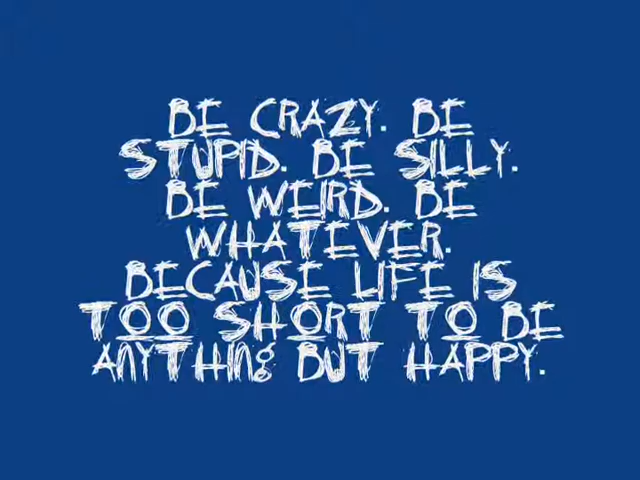 BE CRAZY. BE
STUPID. BE SILLY.
BE WEIRD. BE
WHATEVER.
BECAUSE LIFE IS
TOO SHORT TO BE
ANYTHING BUT HAPPY.